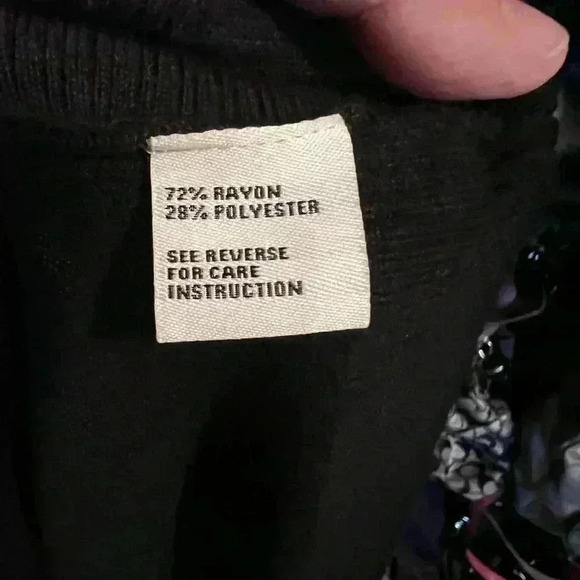 72% RAYON
28% POLYESTER
SEE REVERSE
FOR CARE
INSTRUCTION